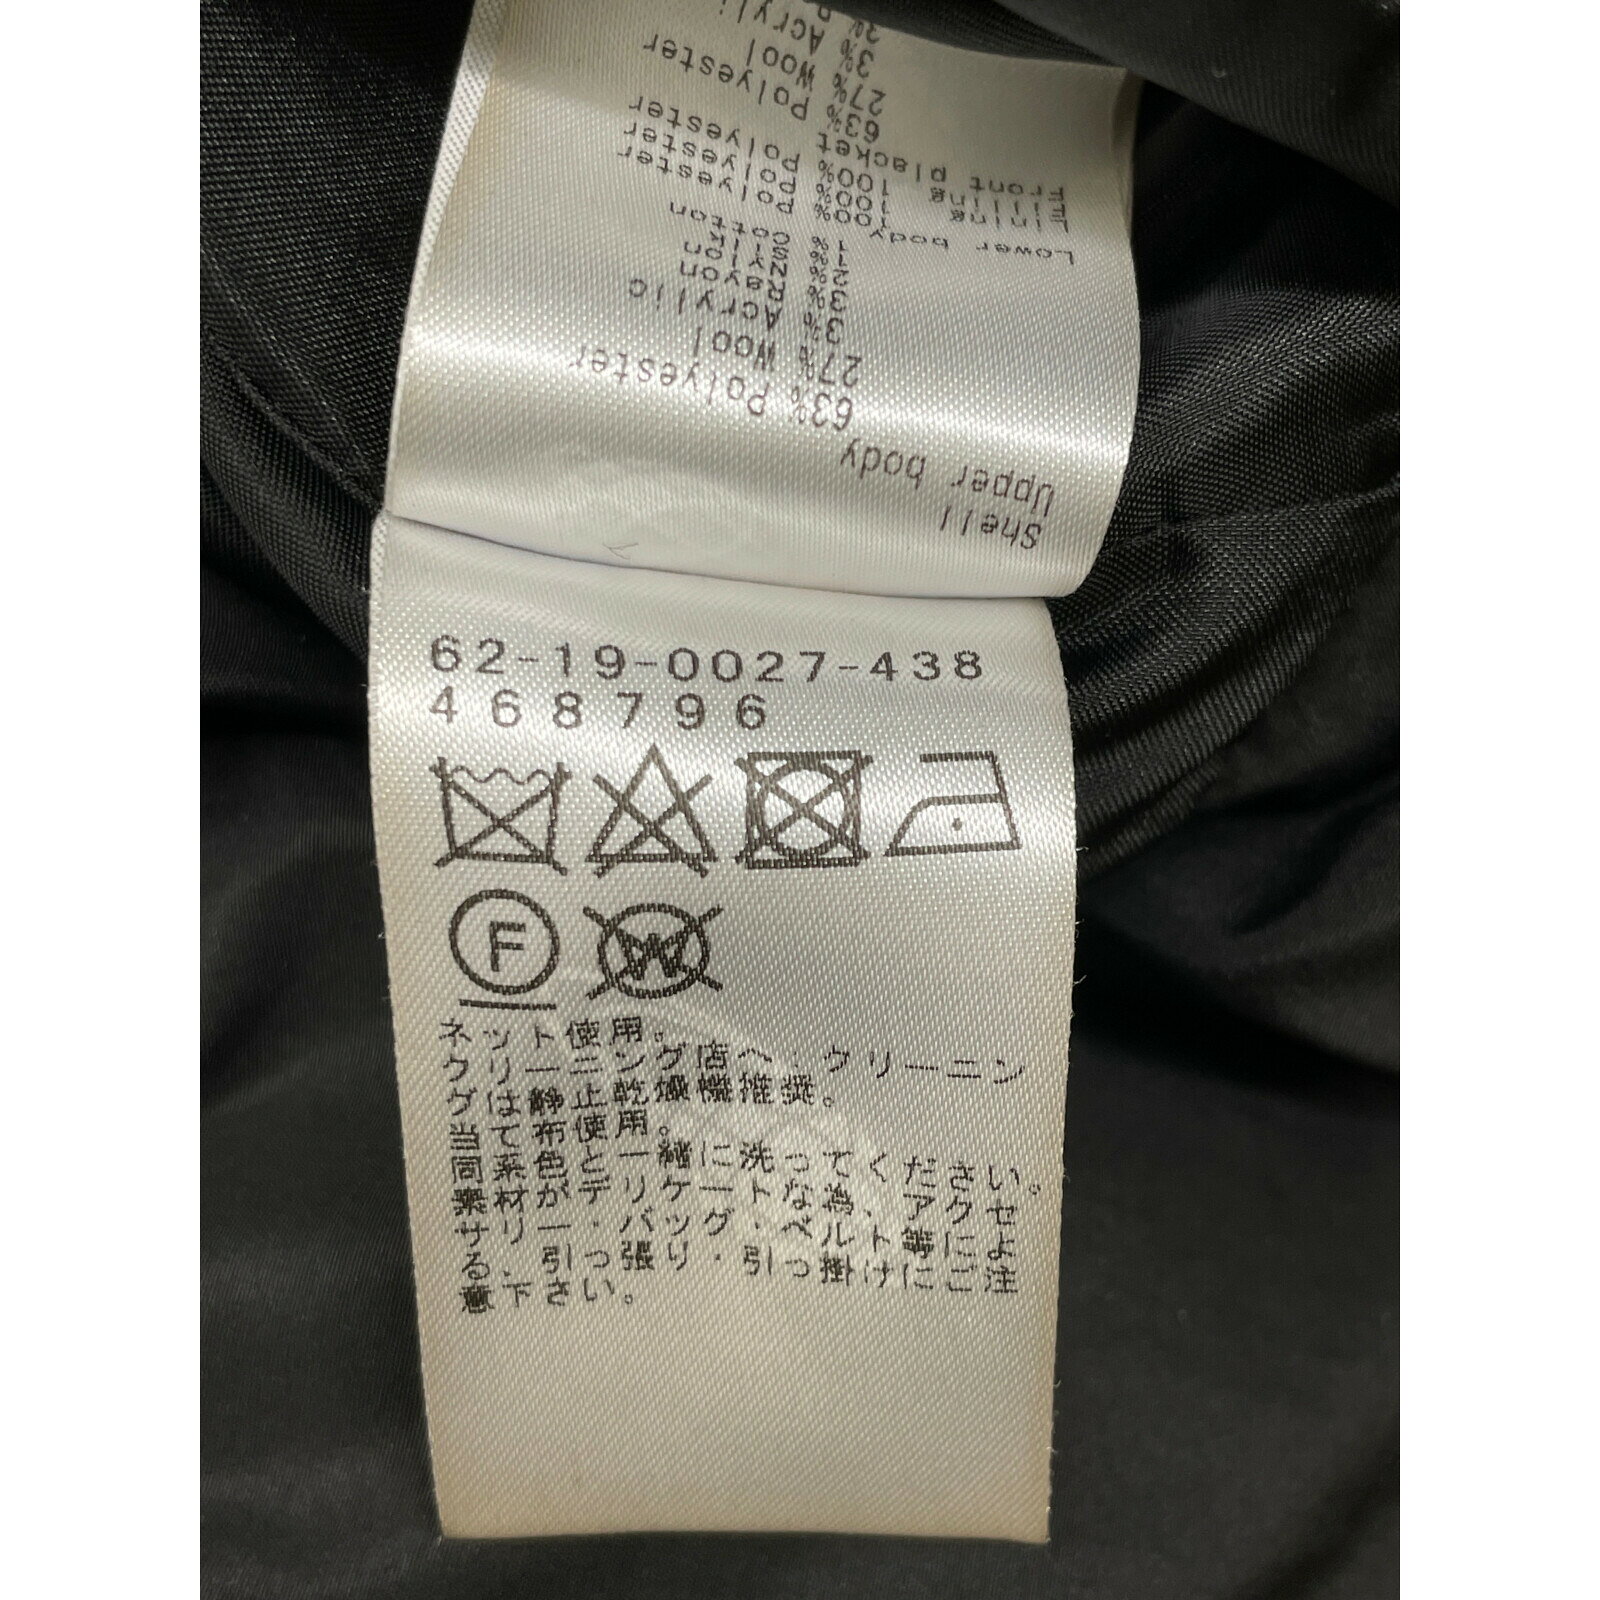 Shell
Upper body
63% Polyester
27% Wool
3% Acrylic
3% Rayon
2% Nylon
1% Silk
1% Cotton
Lower body 100% Polyester
Lining 100% Polyester
Filling 100% Polyester
Front placket
63% Polyester
27% Wool
3%
62-19-0027-438
468796
F
W
ネット使用。
クリーニング店へ.クリーニン
グは静止乾燥機推奨。
当て布使用。
同系色と一緒に洗ってください。
素材がデリケートな為、アクセ
サリー・バッグ・ベルト等によ
る、引っ張り・引っ掛けにご注
意下さい。